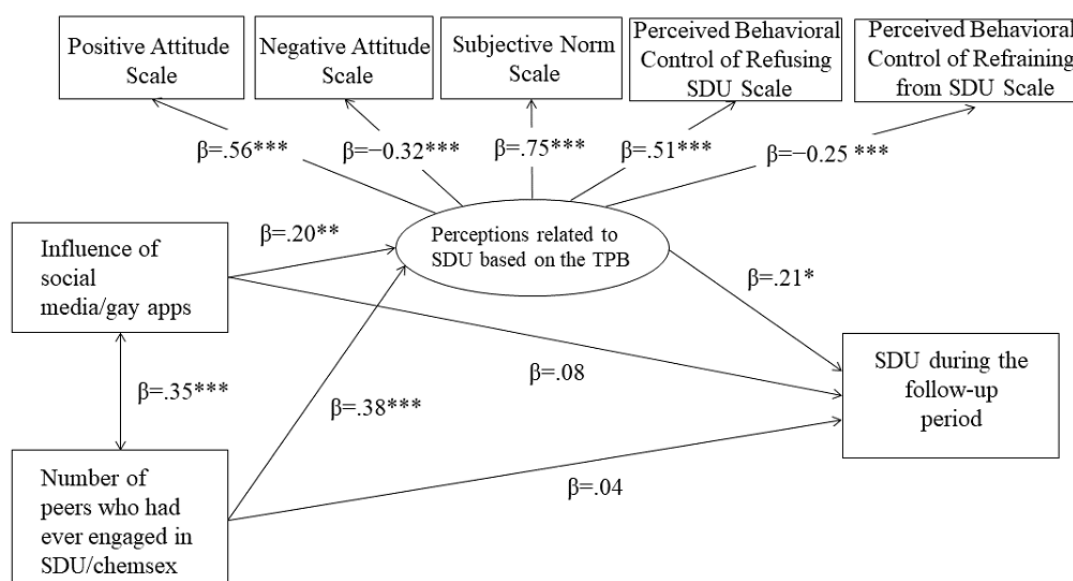 Positive Attitude
Scale
Negative Attitude
Scale
Subjective Norm
Scale
Perceived Behavioral
Control of Refusing
SDU Scale
Perceived Behavioral
Control of Refraining
from SDU Scale
β=.56***
β=−0.32***
β=.75***
β=.51***
β=−0.25 ***
Influence of
social
media/gay apps
β=.20**
Perceptions related to
SDU based on the TPB
β=.21*
β=.35***
β=.38***
β=.08
SDU during the
follow-up
period
Number of
peers who had
ever engaged in
SDU/chemsex
β=.04